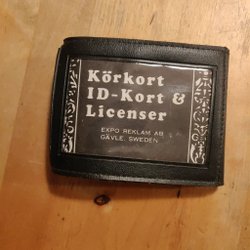 Körkort
ID-Kort &
Licenser
EXPO REKLAM AB
GÄVLE, SWEDEN